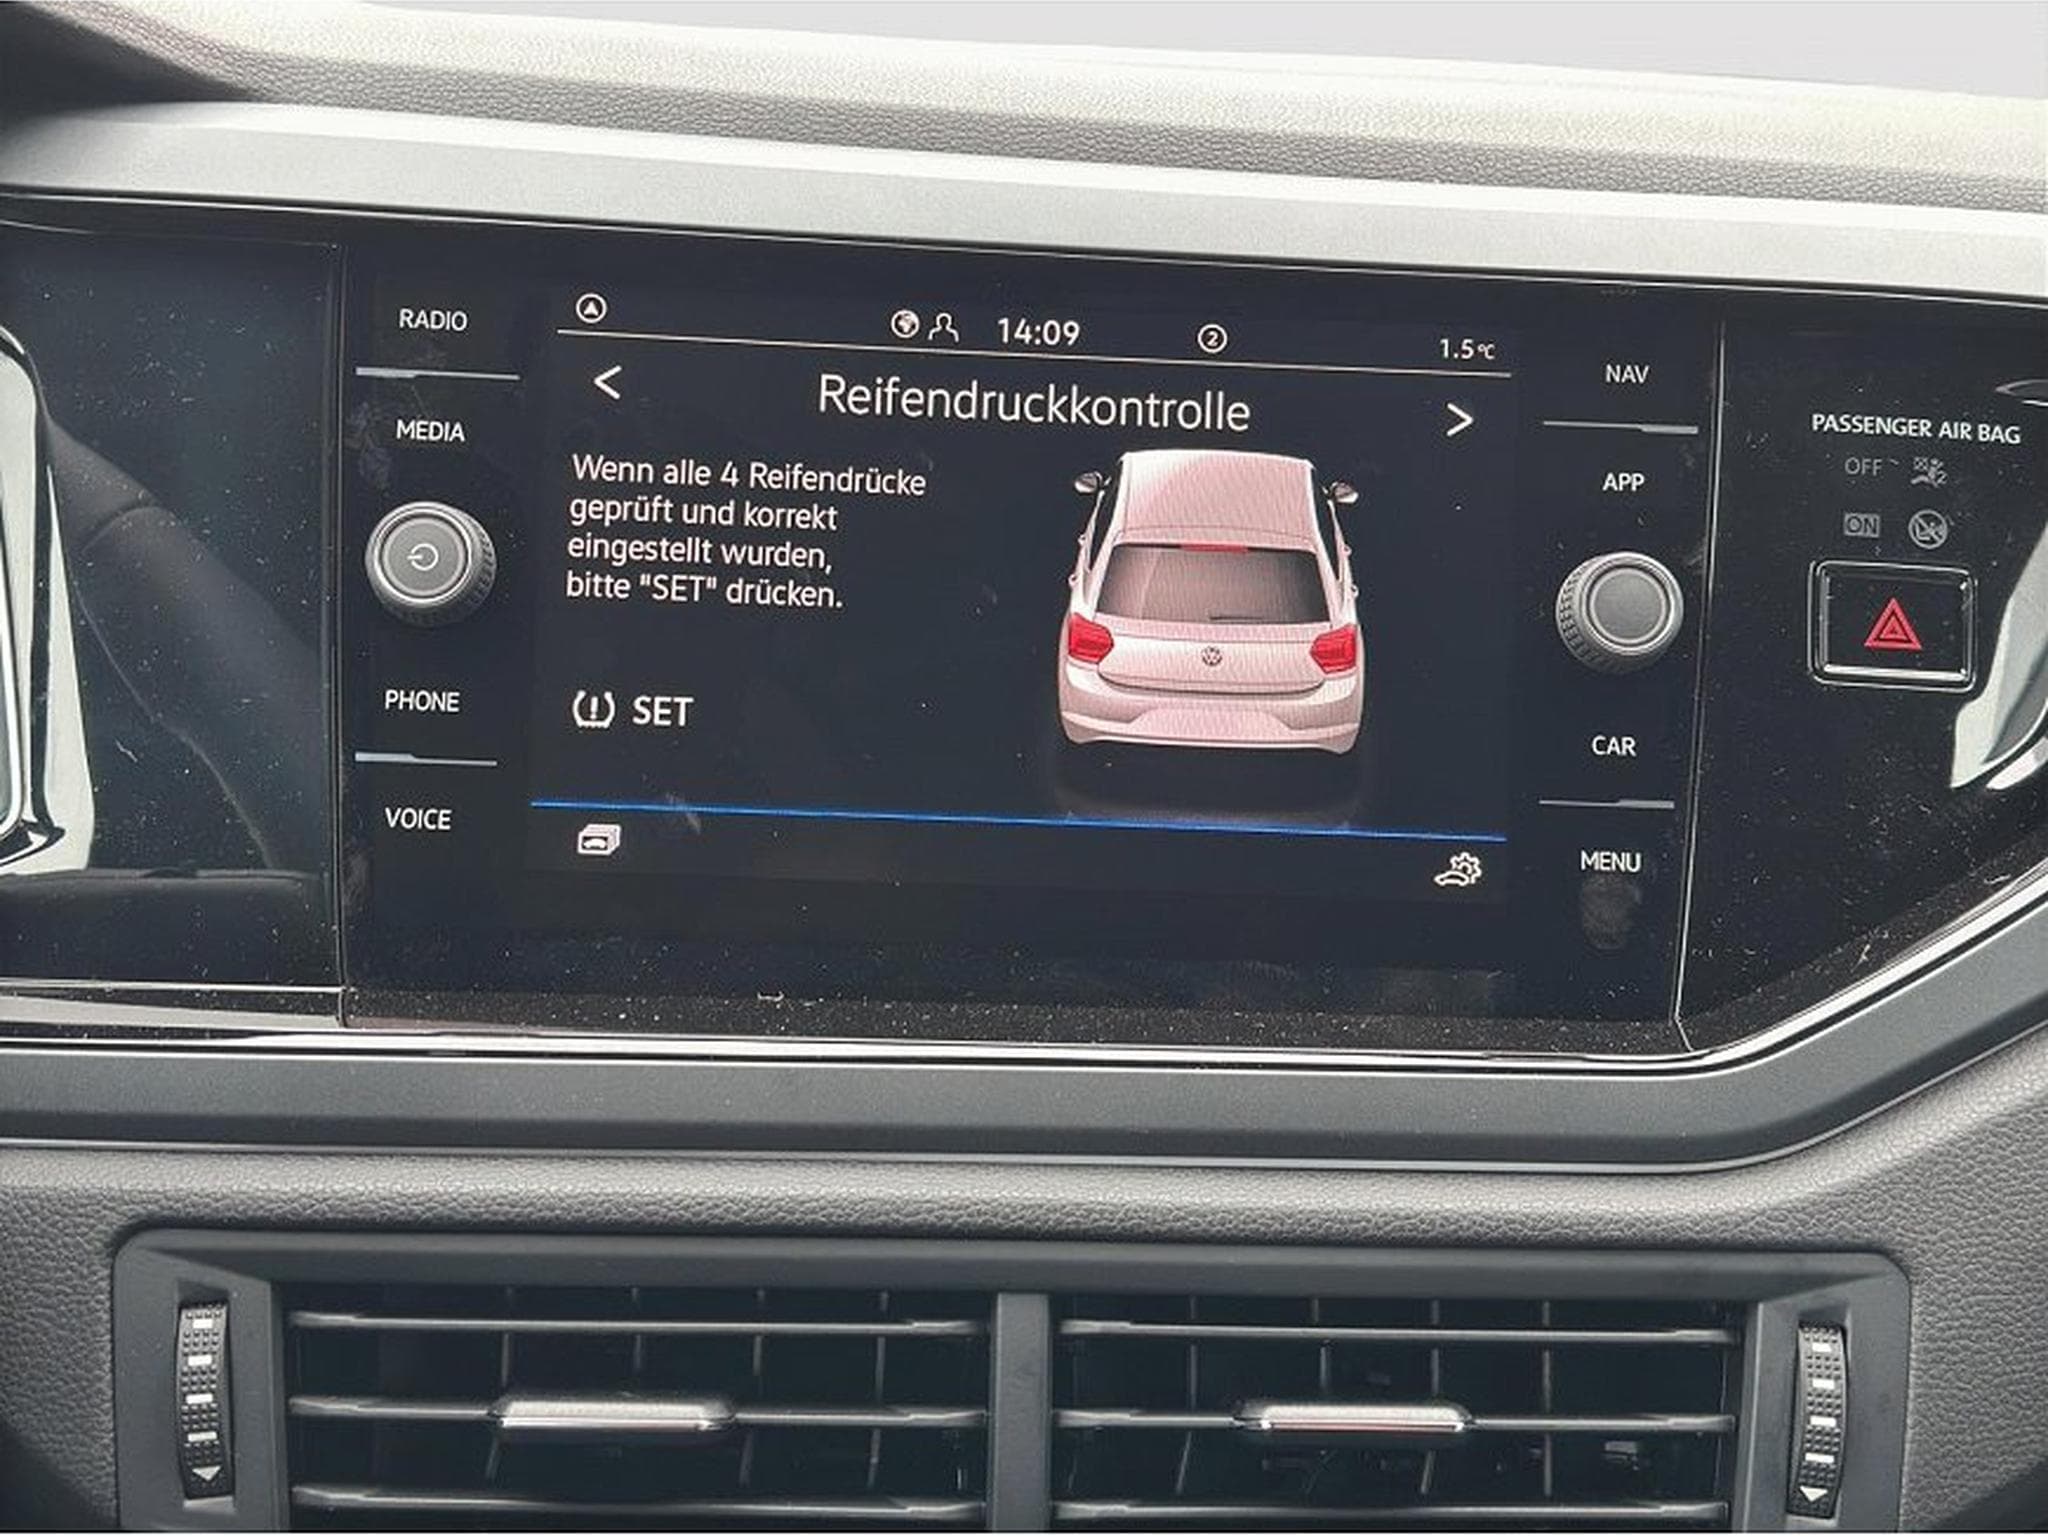 RADIO
MEDIA
PHONE
VOICE
14:09
2
1.5°C
<
Reifendruckkontrolle
>
Wenn alle 4 Reifendrücke
geprüft und korrekt
eingestellt wurden,
bitte "SET" drücken.
SET
NAV
APP
CAR
MENU
PASSENGER AIR BAG
OFF
ON